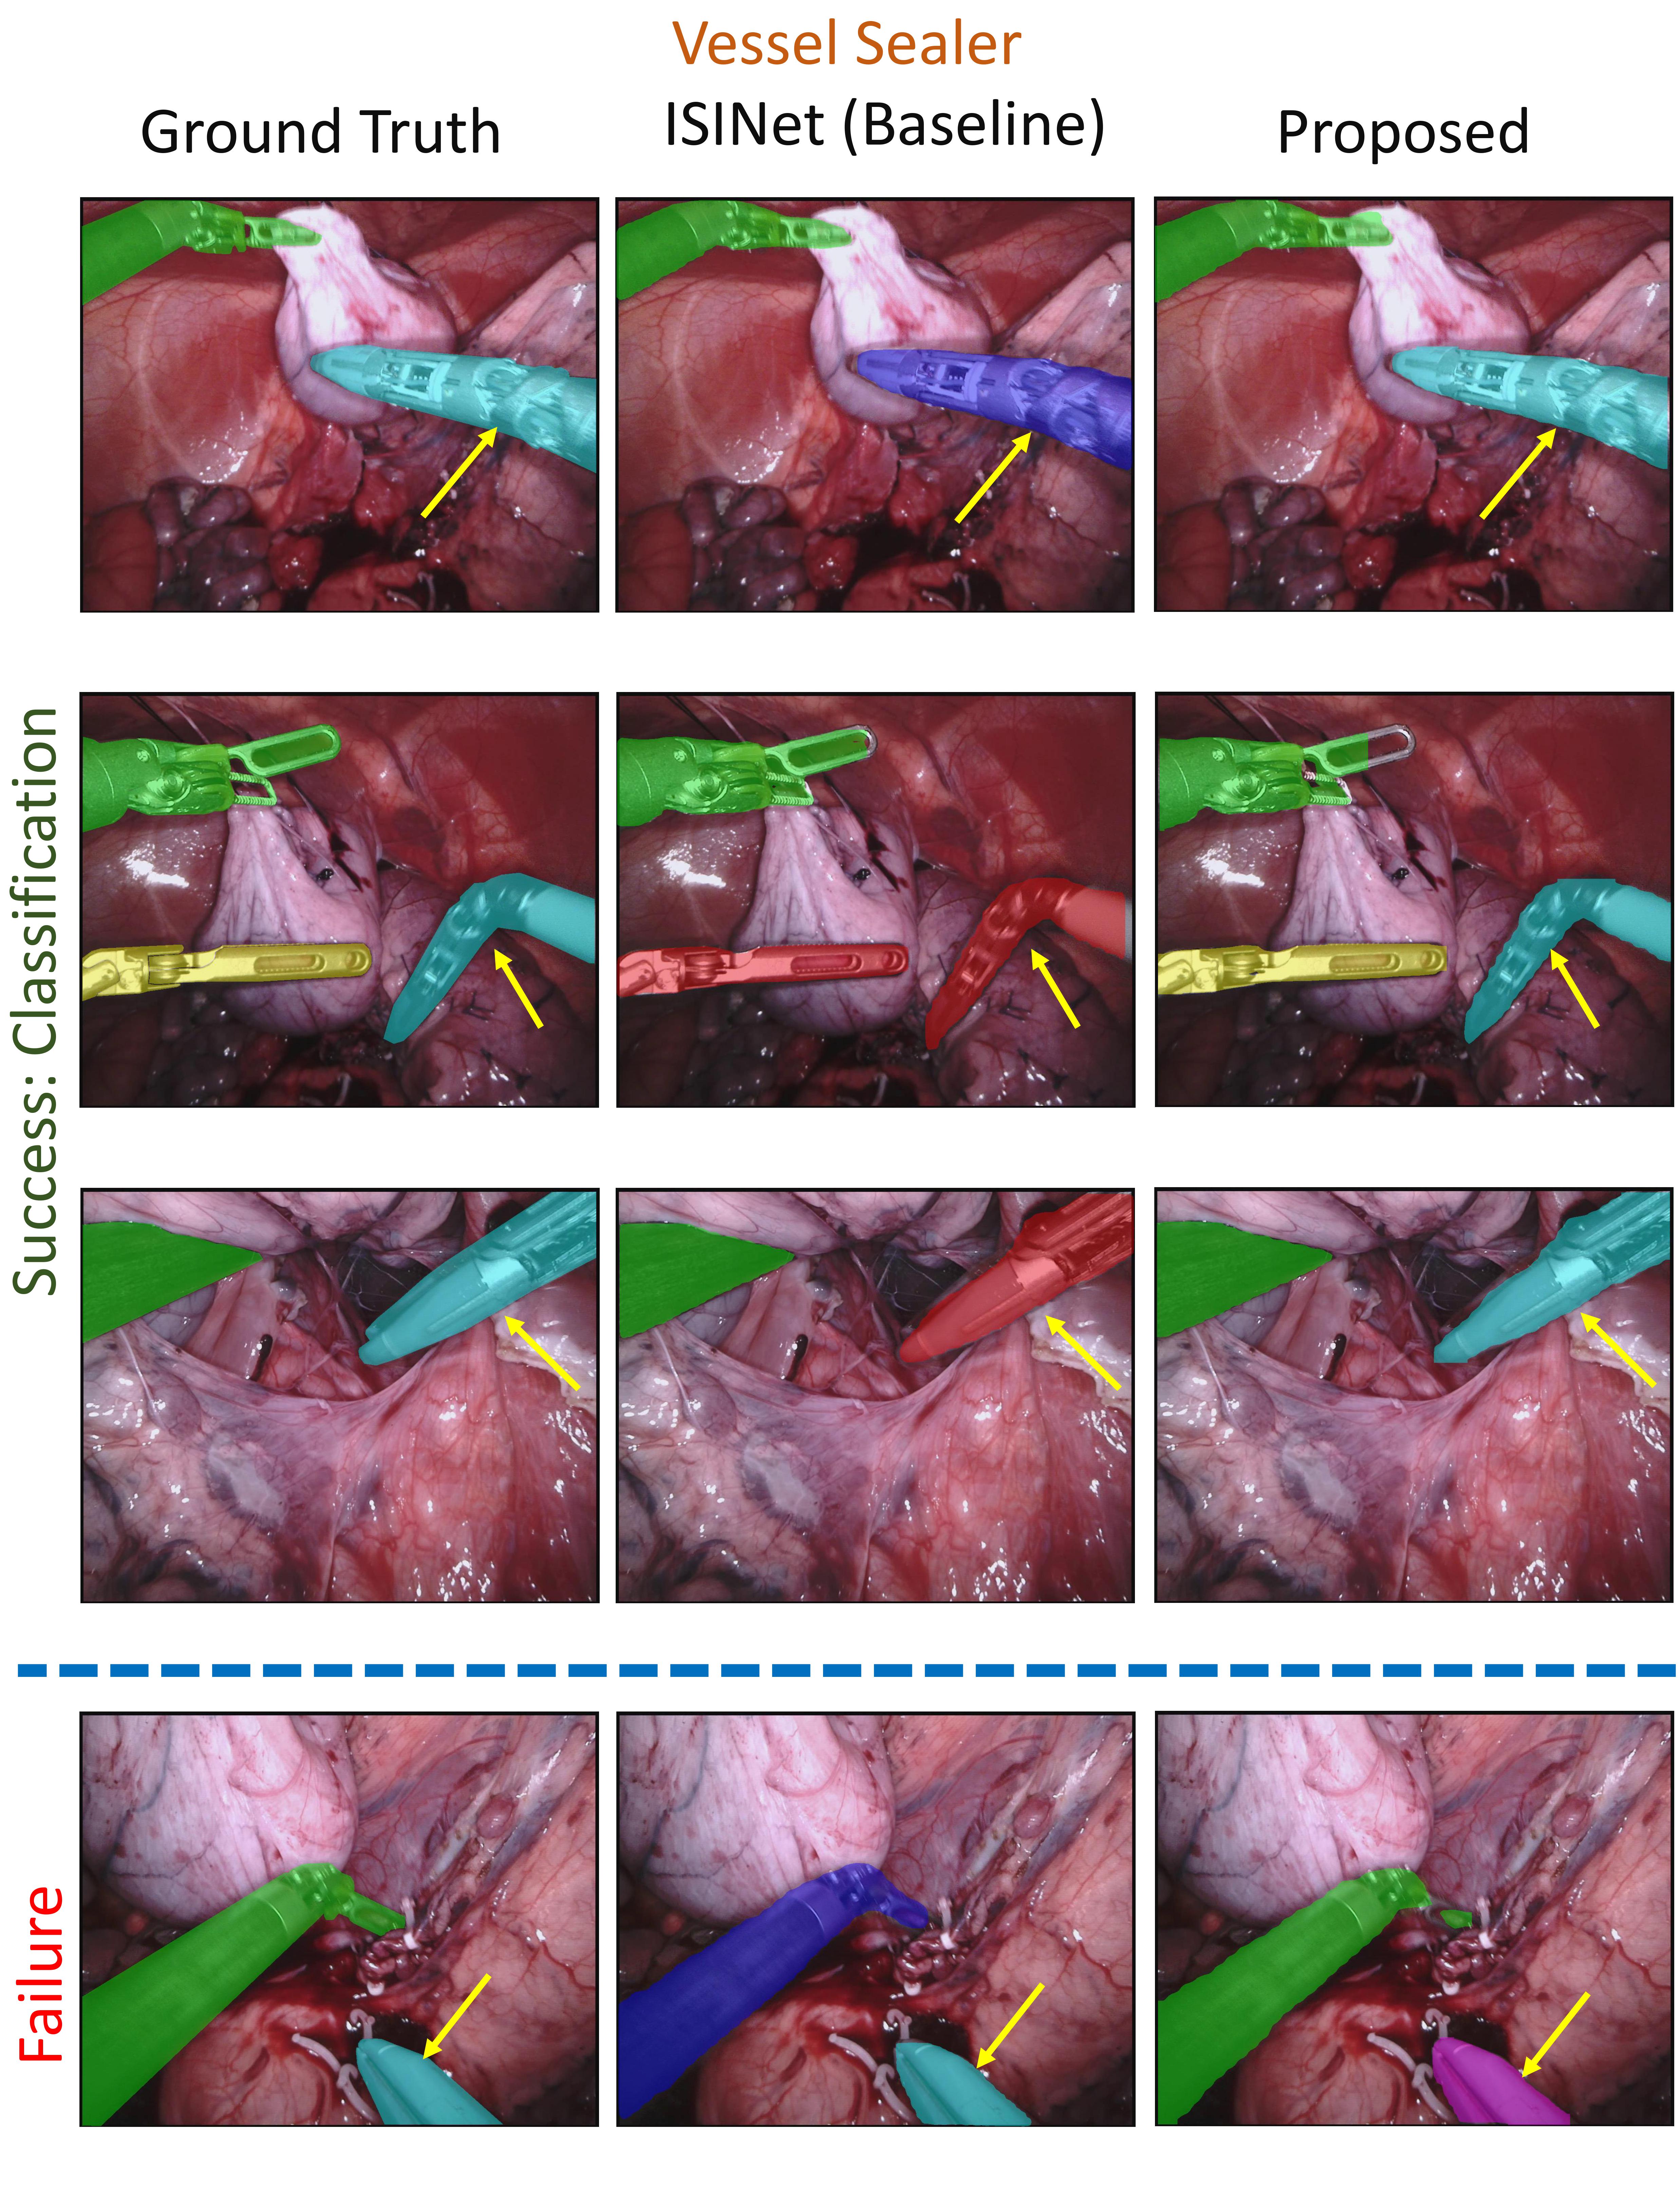 Vessel Sealer
Ground Truth
ISINet (Baseline)
Proposed
Success: Classification
Failure